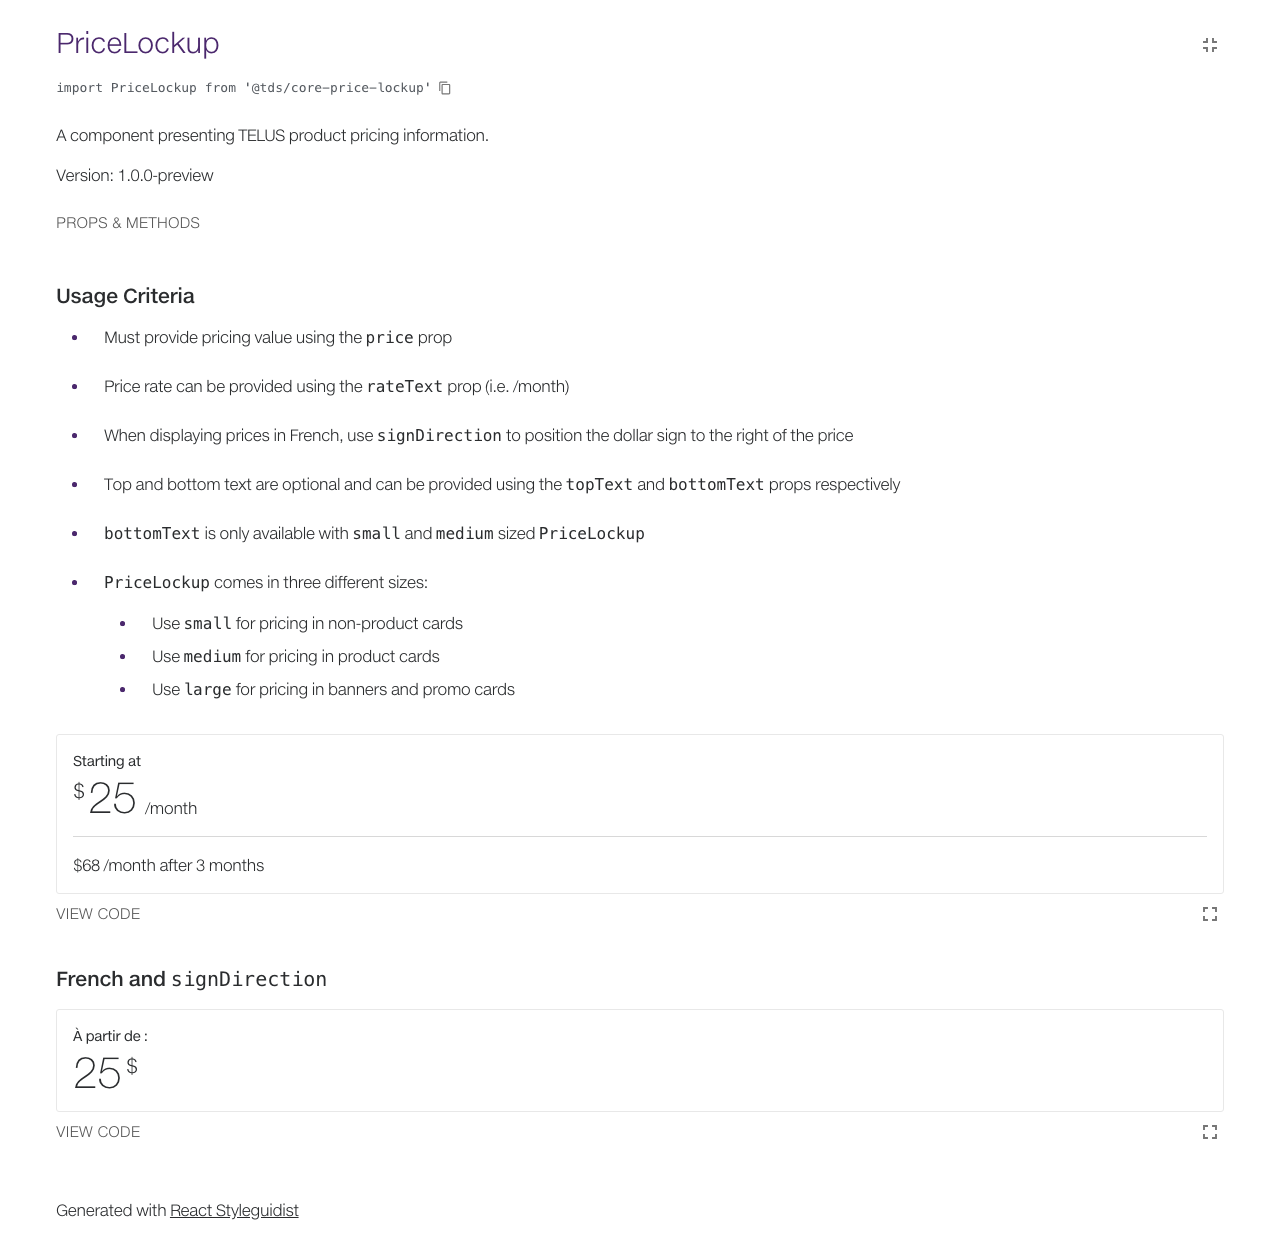 PriceLockup
import PriceLockup from '@tds/core-price-lockup'
A component presenting TELUS product pricing information.
Version: 1.0.0-preview
PROPS & METHODS
Usage Criteria
Must provide pricing value using the price prop
Price rate can be provided using the rateText prop (i.e. /month)
When displaying prices in French, use signDirection to position the dollar sign to the right of the price
Top and bottom text are optional and can be provided using the topText and bottomText props respectively
bottomText is only available with small and medium sized PriceLockup
PriceLockup comes in three different sizes:
Use small for pricing in non-product cards
Use medium for pricing in product cards
Use large for pricing in banners and promo cards
Starting at
$25 /month
$68 /month after 3 months
VIEW CODE
French and signDirection
À partir de :
25 $
VIEW CODE
Generated with React Styleguidist